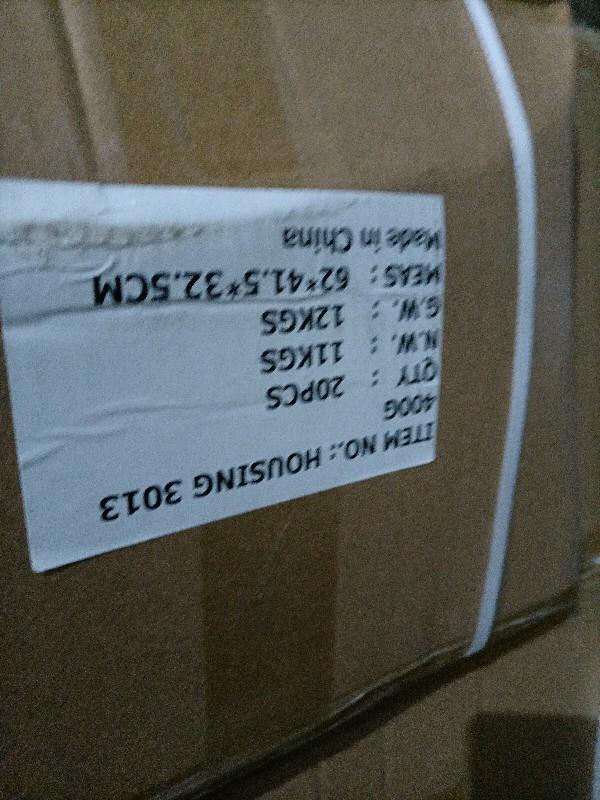 ITEM NO.: HOUSING 3013
400G
QTY : 20PCS
N.W. : 11KGS
G.W. : 12KGS
MEAS : 62*41.5*32.5CM
Made in China